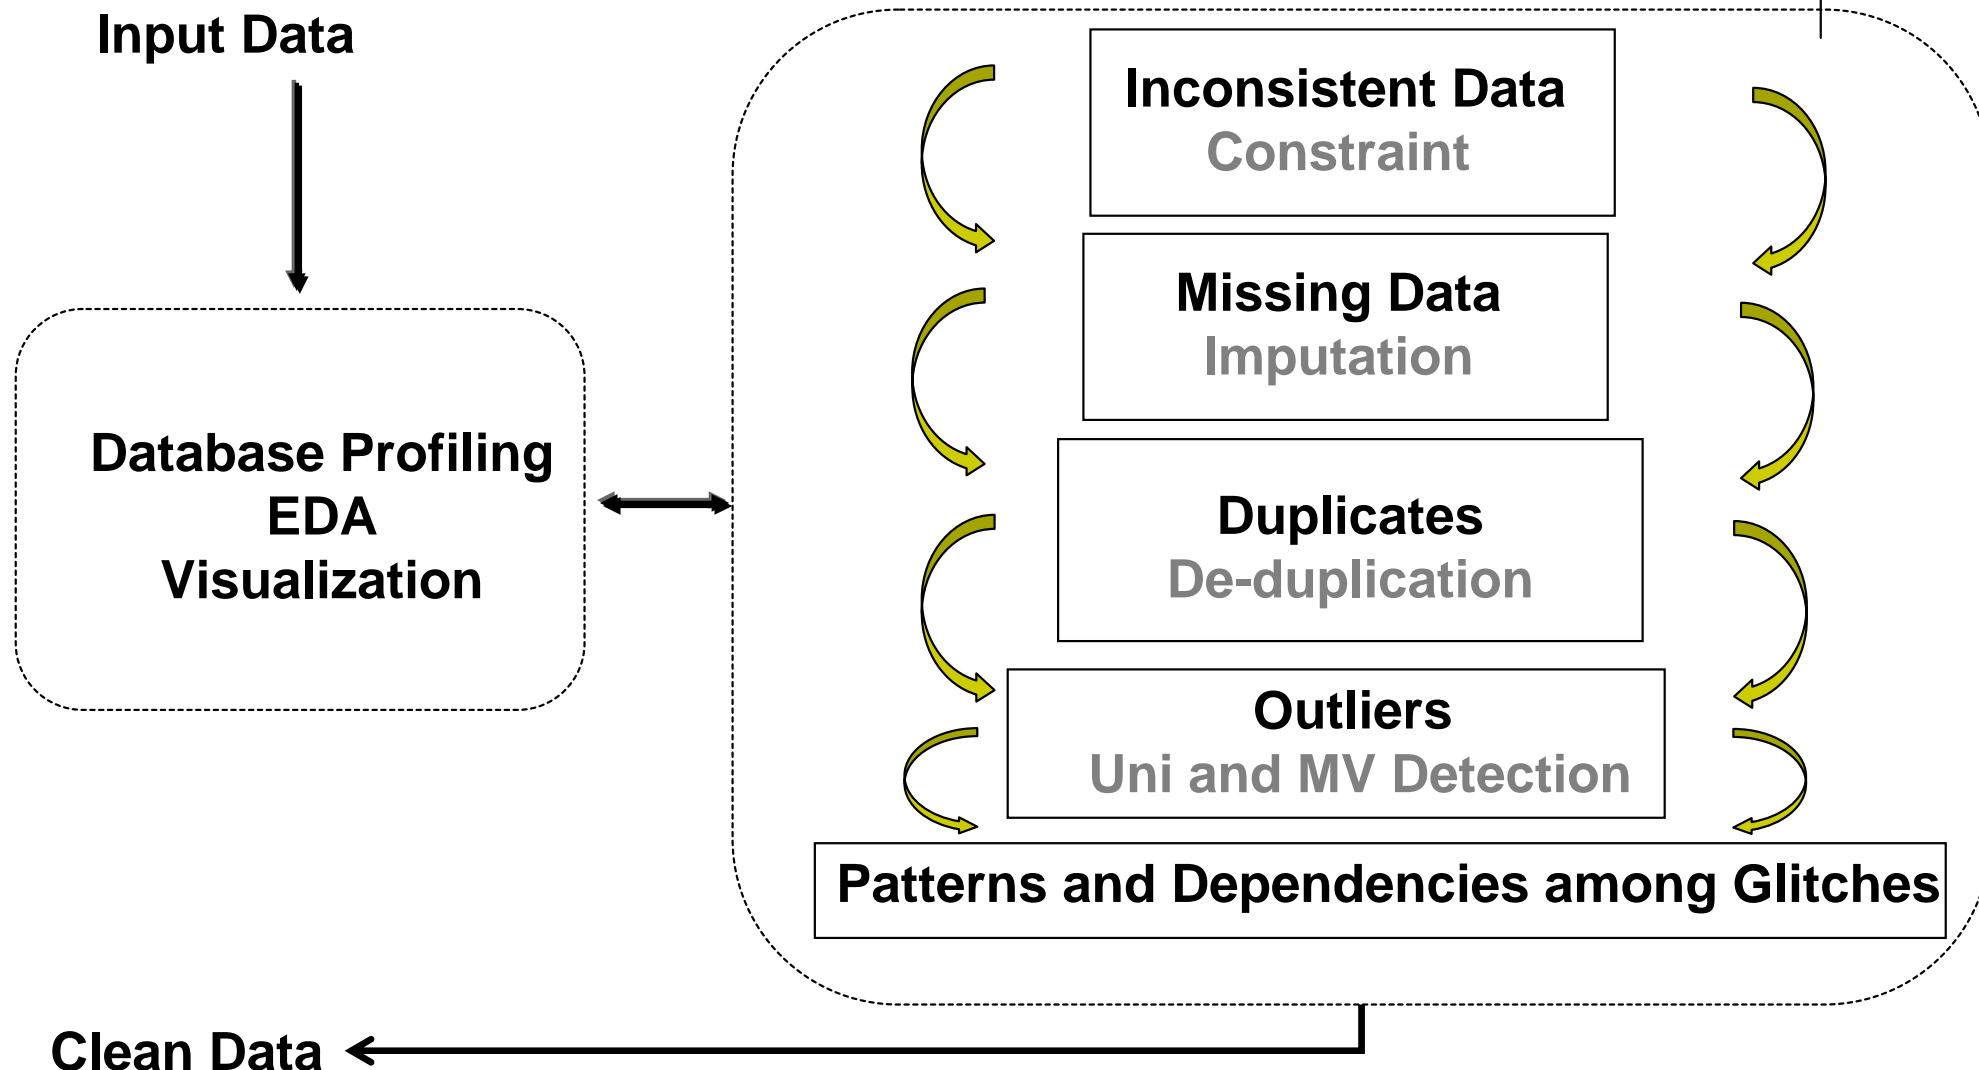 Input Data
Database Profiling
EDA
Visualization
Inconsistent Data
Constraint
Missing Data
Imputation
Duplicates
De-duplication
Outliers
Uni and MV Detection
Patterns and Dependencies among Glitches
Clean Data